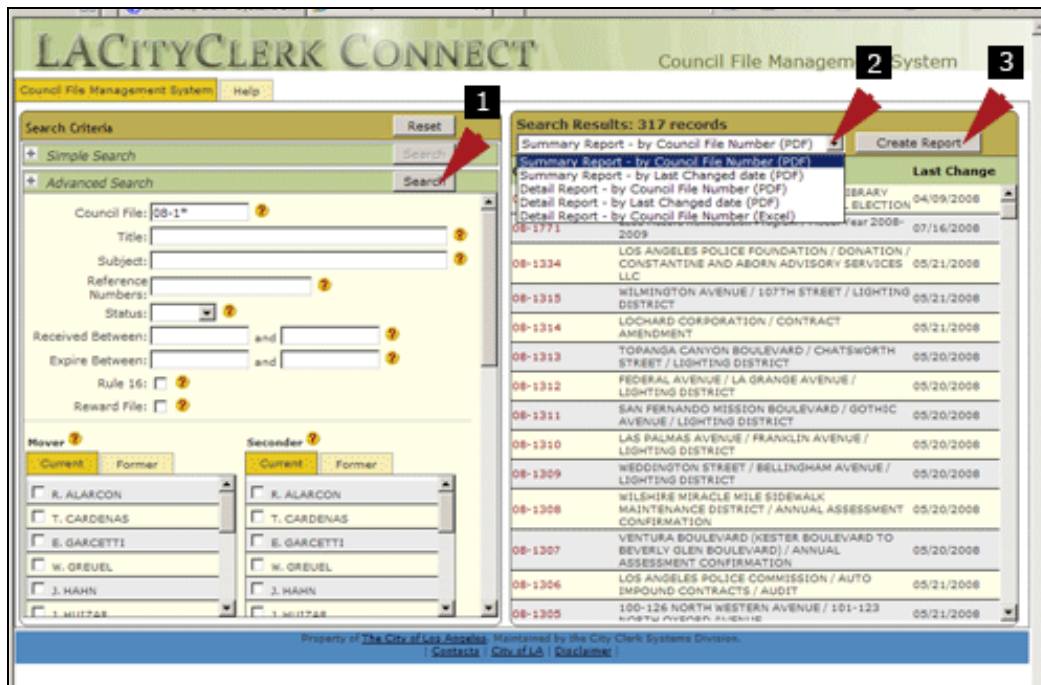 LACITYCLERK CONNECT
Council File Management System
2
3
Council File Management System
Help
1
Search Criteria
Reset
+ Simple Search
Search
+ Advanced Search
Search
Council File: 08-1*
Title:
Subject:
Reference
Numbers:
Status:
Received Between: and
Expire Between: and
Rule 16:
Reward File:
Mover
Current Former
R. ALARCON
T. CARDENAS
E. GARCETTI
W. GREUEL
J. HAHN
J. HUIZAR
Seconder
Current Former
R. ALARCON
T. CARDENAS
E. GARCETTI
W. GREUEL
J. HAHN
J. HUIZAR
Search Results: 317 records
Summary Report - by Council File Number (PDF)
Create Report
Summary Report - by Council File Number (PDF)
Summary Report - by Last Changed date (PDF)
Detail Report - by Council File Number (PDF)
Detail Report - by Last Changed date (PDF)
Detail Report - by Council File Number (Excel)
Last Change
LIBRARY
ELECTION 04/09/2008
08-1771 Year 2008-
2009 07/16/2008
08-1334 LOS ANGELES POLICE FOUNDATION / DONATION /
CONSTANTINE AND ABORN ADVISORY SERVICES
LLC 05/21/2008
08-1315 WILMINGTON AVENUE / 107TH STREET / LIGHTING
DISTRICT 05/21/2008
08-1314 LOCHARD CORPORATION / CONTRACT
AMENDMENT 05/21/2008
08-1313 TOPANGA CANYON BOULEVARD / CHATSWORTH
STREET / LIGHTING DISTRICT 05/20/2008
08-1312 FEDERAL AVENUE / LA GRANGE AVENUE /
LIGHTING DISTRICT 05/20/2008
08-1311 SAN FERNANDO MISSION BOULEVARD / GOTHIC
AVENUE / LIGHTING DISTRICT 05/20/2008
08-1310 LAS PALMAS AVENUE / FRANKLIN AVENUE /
LIGHTING DISTRICT 05/20/2008
08-1309 WEDDINGTON STREET / BELLINGHAM AVENUE /
LIGHTING DISTRICT 05/20/2008
08-1308 WILSHIRE MIRACLE MILE SIDEWALK
MAINTENANCE DISTRICT / ANNUAL ASSESSMENT
CONFIRMATION 05/20/2008
08-1307 VENTURA BOULEVARD (KESTER BOULEVARD TO
BEVERLY GLEN BOULEVARD) / ANNUAL
ASSESSMENT CONFIRMATION 05/20/2008
08-1306 LOS ANGELES POLICE COMMISSION / AUTO
IMPOUND CONTRACTS / AUDIT 05/21/2008
08-1305 100-126 NORTH WESTERN AVENUE / 101-123
NORTH OXFORD AVENUE 05/21/2008
Property of The City of Los Angeles. Maintained by the City Clerk Systems Division.
| Contacts | City of LA | Disclaimer |